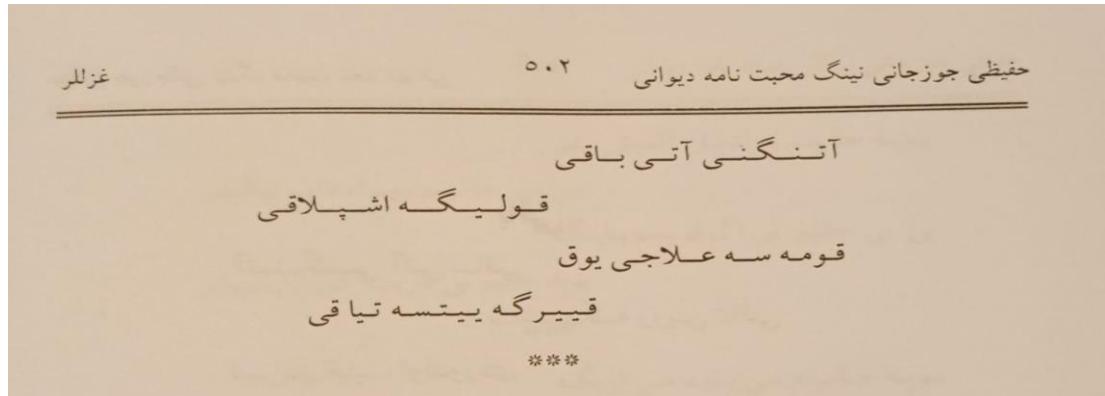 حفیظی جوزجانی نینگ محبت نامه دیوانی ۵۰۲ غزللر
آتنگنی آتی باقی
قولیگه اشپلاقی
قومه سه علاجی یوق
قییرگه ییتسه تیاقی
***